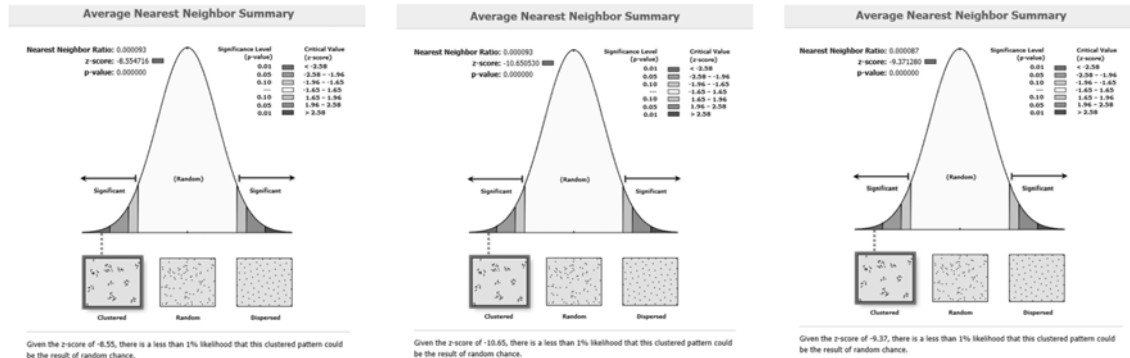 Average Nearest Neighbor Summary
Nearest Neighbor Ratio: 0.000093
z-score: -8.554716
p-value: 0.000000
Significance Level (p-value)
Critical Value (z-score)
0.01 < -2.58
0.05 -2.58 - -1.96
0.10 -1.96 - -1.65
— -1.65 - 1.65
0.10 1.65 - 1.96
0.05 1.96 - 2.58
0.01 > 2.58
Significant
(Random)
Significant
Clustered
Random
Dispersed
Given the z-score of -8.55, there is a less than 1% likelihood that this clustered pattern could
be the result of random chance.
Average Nearest Neighbor Summary
Nearest Neighbor Ratio: 0.000093
z-score: -10.650530
p-value: 0.000000
Significance Level (p-value)
Critical Value (z-score)
0.01 < -2.58
0.05 -2.58 - -1.96
0.10 -1.96 - -1.65
— -1.65 - 1.65
0.10 1.65 - 1.96
0.05 1.96 - 2.58
0.01 > 2.58
Significant
(Random)
Significant
Clustered
Random
Dispersed
Given the z-score of -10.65, there is a less than 1% likelihood that this clustered pattern could
be the result of random chance.
Average Nearest Neighbor Summary
Nearest Neighbor Ratio: 0.000087
z-score: -9.371280
p-value: 0.000000
Significance Level (p-value)
Critical Value (z-score)
0.01 < -2.58
0.05 -2.58 - -1.96
0.10 -1.96 - -1.65
— -1.65 - 1.65
0.10 1.65 - 1.96
0.05 1.96 - 2.58
0.01 > 2.58
Significant
(Random)
Significant
Clustered
Random
Dispersed
Given the z-score of -9.37, there is a less than 1% likelihood that this clustered pattern could
be the result of random chance.